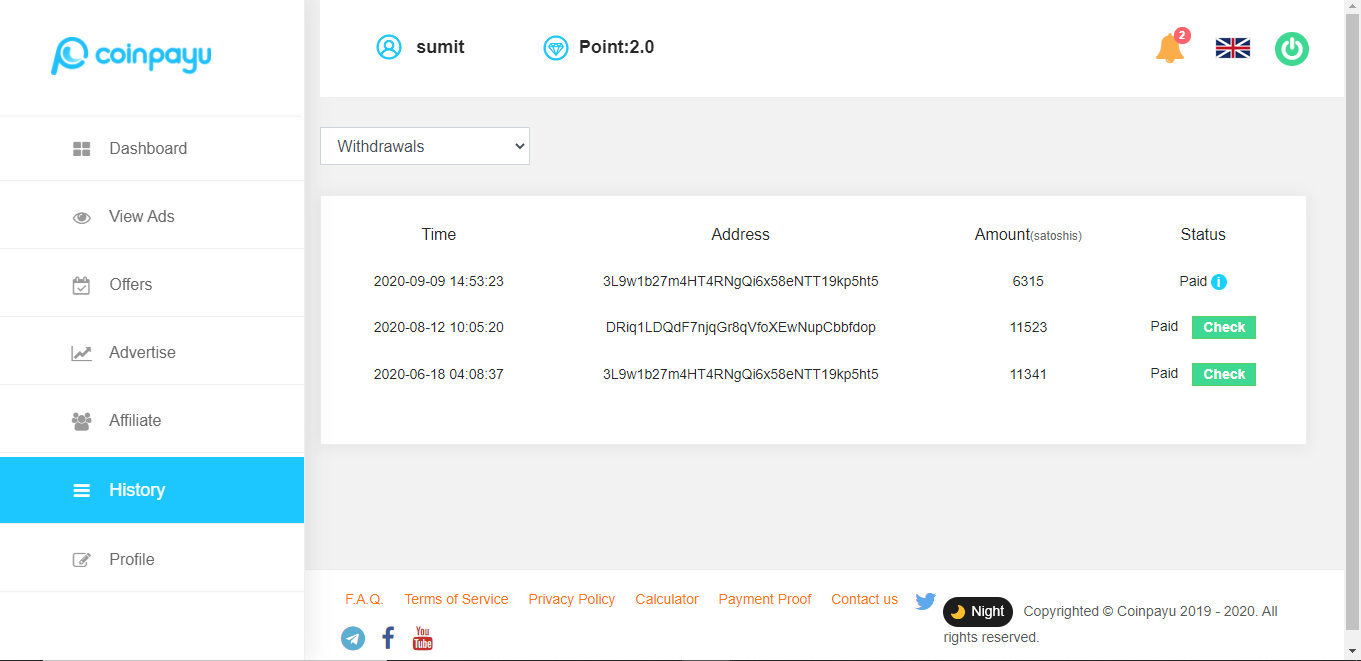 coinpayu
sumit
Point:2.0
2
Dashboard
View Ads
Offers
Advertise
Affiliate
History
Profile
Withdrawals
Time Address Amount(satoshis) Status
2020-09-09 14:53:23 3L9w1b27m4HT4RNgQi6x58eNTT19kp5ht5 6315 Paid i
2020-08-12 10:05:20 DRiq1LDQdF7njqGr8qVfoXEwNupCbbfdop 11523 Paid Check
2020-06-18 04:08:37 3L9w1b27m4HT4RNgQi6x58eNTT19kp5ht5 11341 Paid Check
F.A.Q. Terms of Service Privacy Policy Calculator Payment Proof Contact us
You
Tube
Night Copyrighted © Coinpayu 2019 - 2020. All
rights reserved.